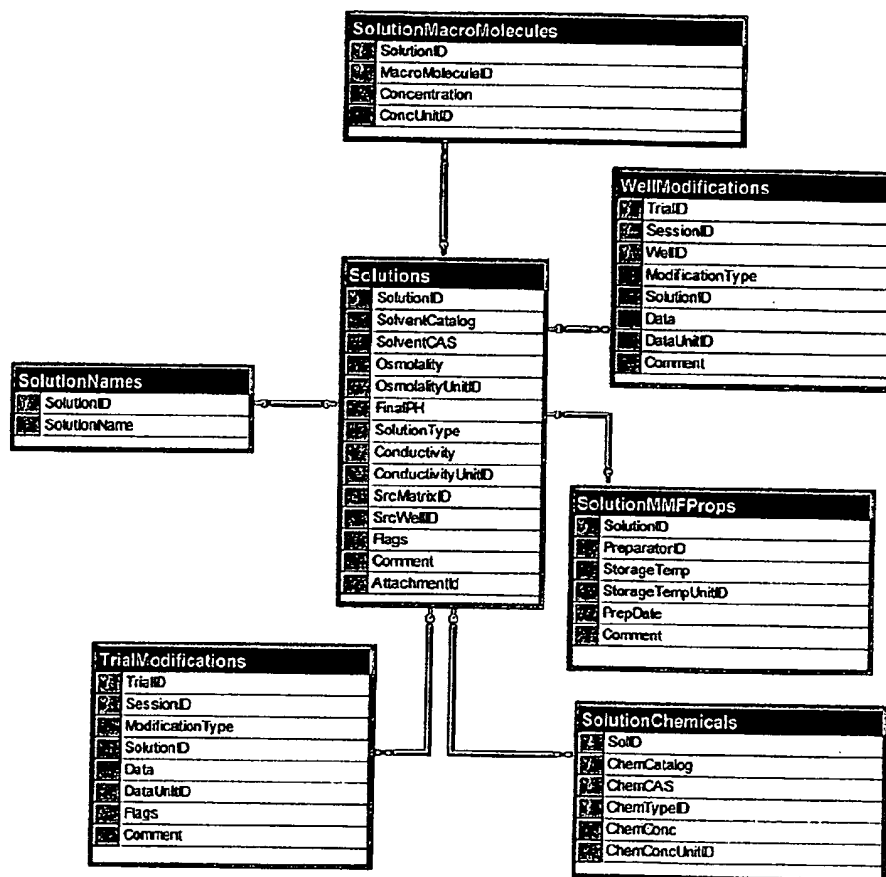 SolutionMacroMolecules
SolutionID
MacroMoleculeID
Concentration
ConcUnitID
WellModifications
TrialID
SessionID
WellID
ModificationType
SolutionID
Data
DataUnitID
Comment
Solutions
SolutionID
SolventCatalog
SolventCAS
Osmolality
OsmolalityUnitID
FinalPH
SolutionType
Conductivity
ConductivityUnitID
SrcMatrixID
SrcWellID
Flags
Comment
AttachmentId
SolutionNames
SolutionID
SolutionName
SolutionMMFProps
SolutionID
PreparatorID
StorageTemp
StorageTempUnitID
PrepDate
Comment
TrialModifications
TrialID
SessionID
ModificationType
SolutionID
Data
DataUnitID
Flags
Comment
SolutionChemicals
SolID
ChemCatalog
ChemCAS
ChemTypeID
ChemConc
ChemConcUnitID